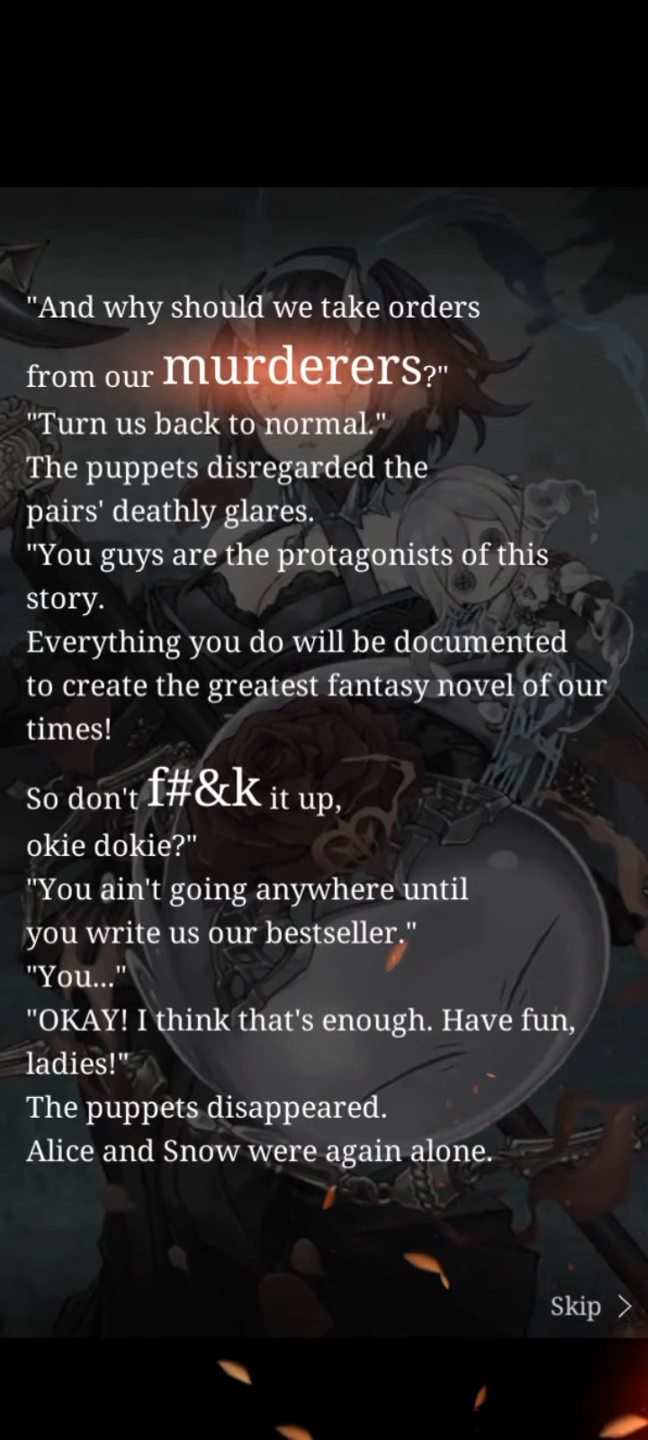 "And why should we take orders
from our murderers?"
"Turn us back to normal."
The puppets disregarded the
pairs' deathly glares.
"You guys are the protagonists of this
story.
Everything you do will be documented
to create the greatest fantasy novel of our
times!
So don't f#&k it up,
okie dokie?"
"You ain't going anywhere until
you write us our bestseller."
"You..."
"OKAY! I think that's enough. Have fun,
ladies!"
The puppets disappeared.
Alice and Snow were again alone.
Skip >